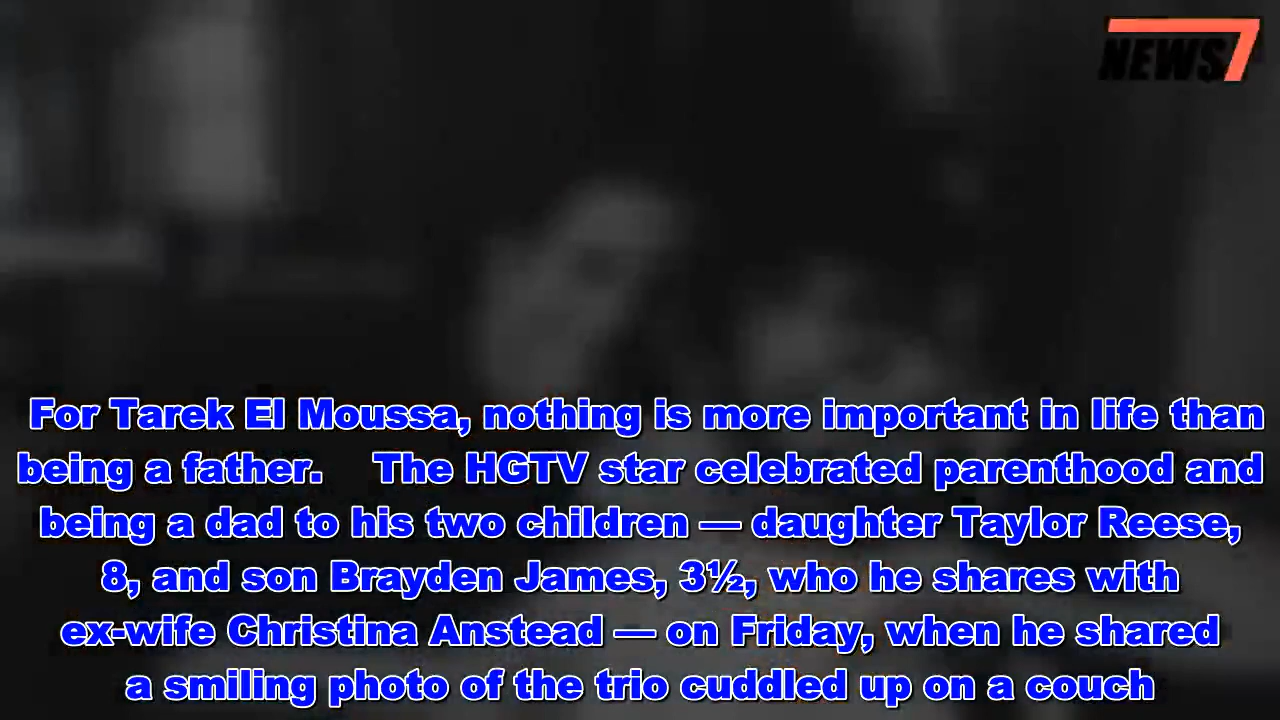 NEWS7
For Tarek El Moussa, nothing is more important in life than
being a father. The HGTV star celebrated parenthood and
being a dad to his two children — daughter Taylor Reese,
8, and son Brayden James, 3½, who he shares with
ex-wife Christina Anstead — on Friday, when he shared
a smiling photo of the trio cuddled up on a couch